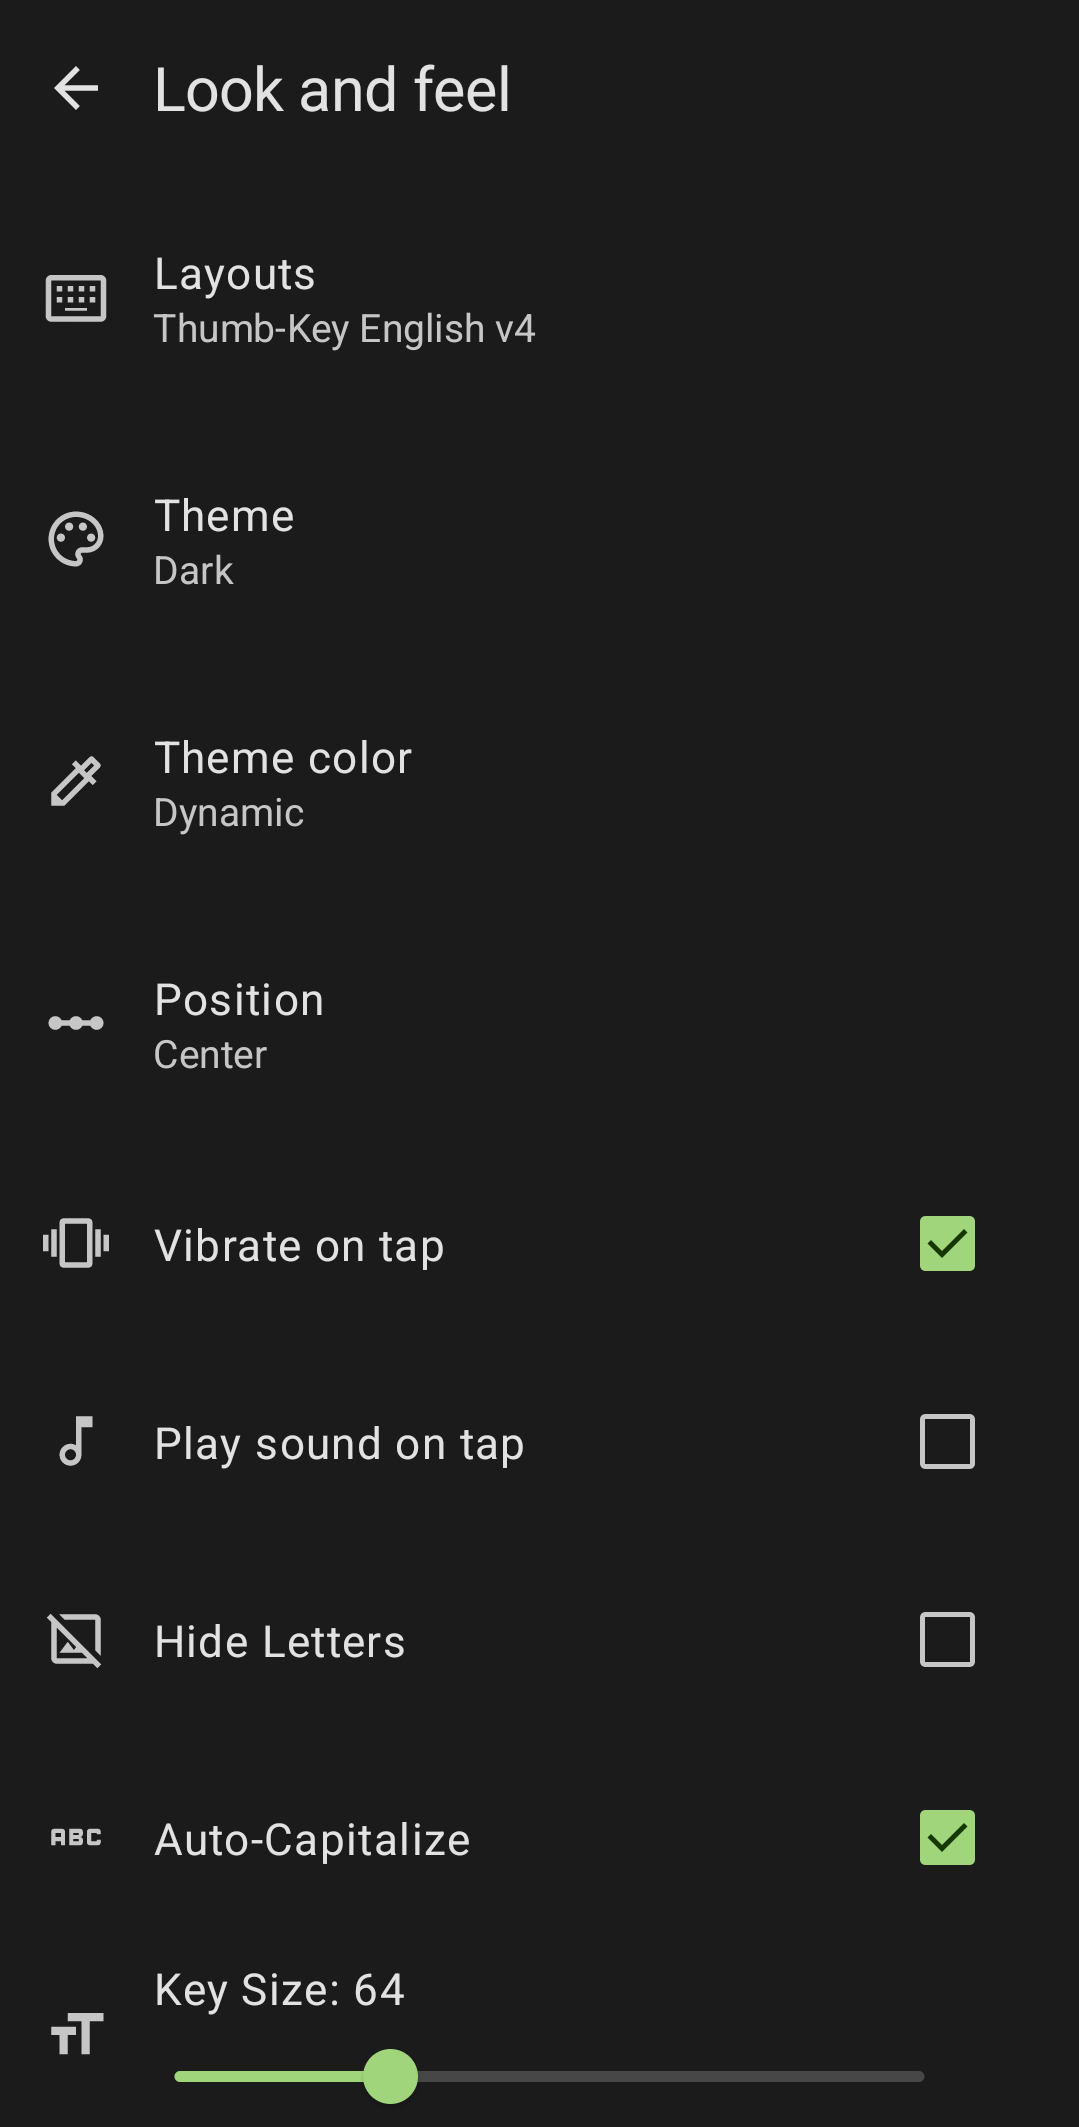 Look and feel
Layouts
Thumb-Key English v4
Theme
Dark
Theme color
Dynamic
Position
Center
Vibrate on tap
Play sound on tap
Hide Letters
ABC Auto-Capitalize
Key Size: 64